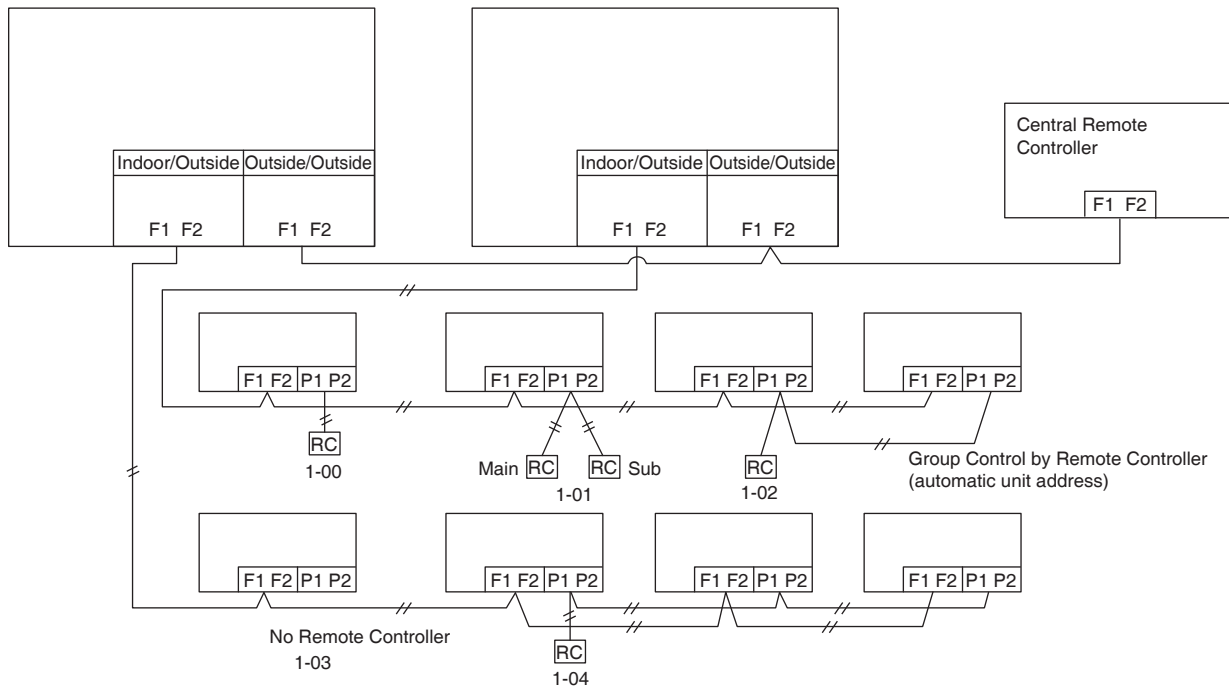 Indoor/Outside Outside/Outside
F1 F2 F1 F2
Indoor/Outside Outside/Outside
F1 F2 F1 F2
Central Remote
Controller
F1 F2
F1 F2 P1 P2
F1 F2 P1 P2
F1 F2 P1 P2
F1 F2 P1 P2
RC
1-00
Main RC RC Sub
1-01
RC
1-02
Group Control by Remote Controller
(automatic unit address)
F1 F2 P1 P2
F1 F2 P1 P2
F1 F2 P1 P2
F1 F2 P1 P2
No Remote Controller
1-03
RC
1-04